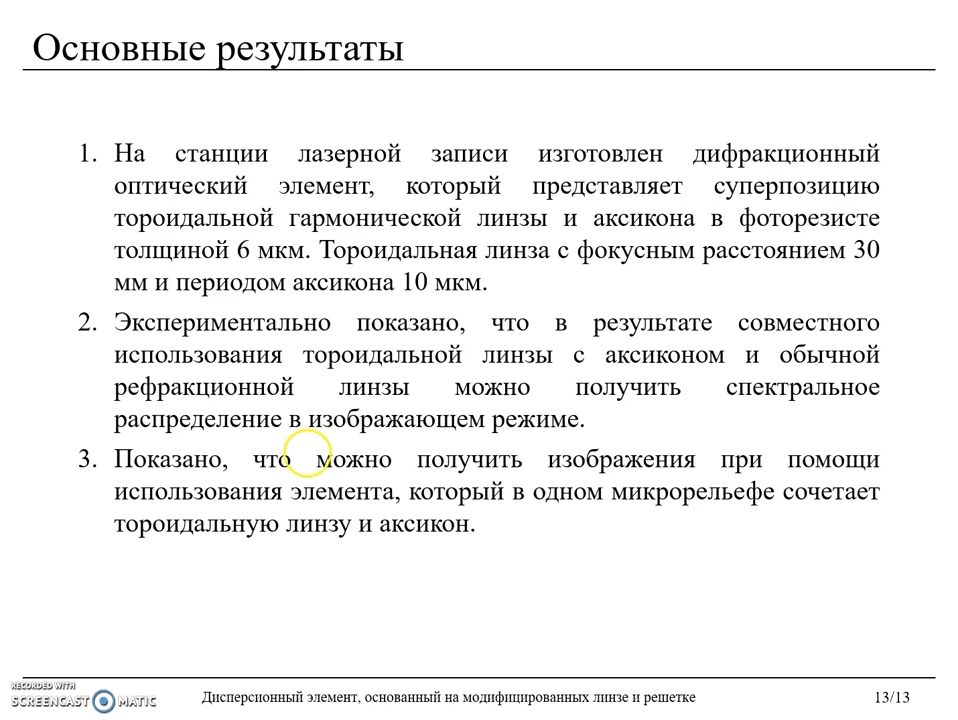 Основные результаты
1. На станции лазерной записи изготовлен дифракционный
оптический элемент, который представляет суперпозицию
тороидальной гармонической линзы и аксикона в фоторезисте
толщиной 6 мкм. Тороидальная линза с фокусным расстоянием 30
мм и периодом аксикона 10 мкм.
2. Экспериментально показано, что в результате совместного
использования тороидальной линзы с аксиконом и обычной
рефракционной линзы можно получить спектральное
распределение в изображающем режиме.
3. Показано, что можно получить изображения при помощи
использования элемента, который в одном микрорельефе сочетает
тороидальную линзу и аксикон.
RECORDED WITH
SCREENCAST MATIC
Дисперсионный элемент, основанный на модифицированных линзе и решетке
13/13